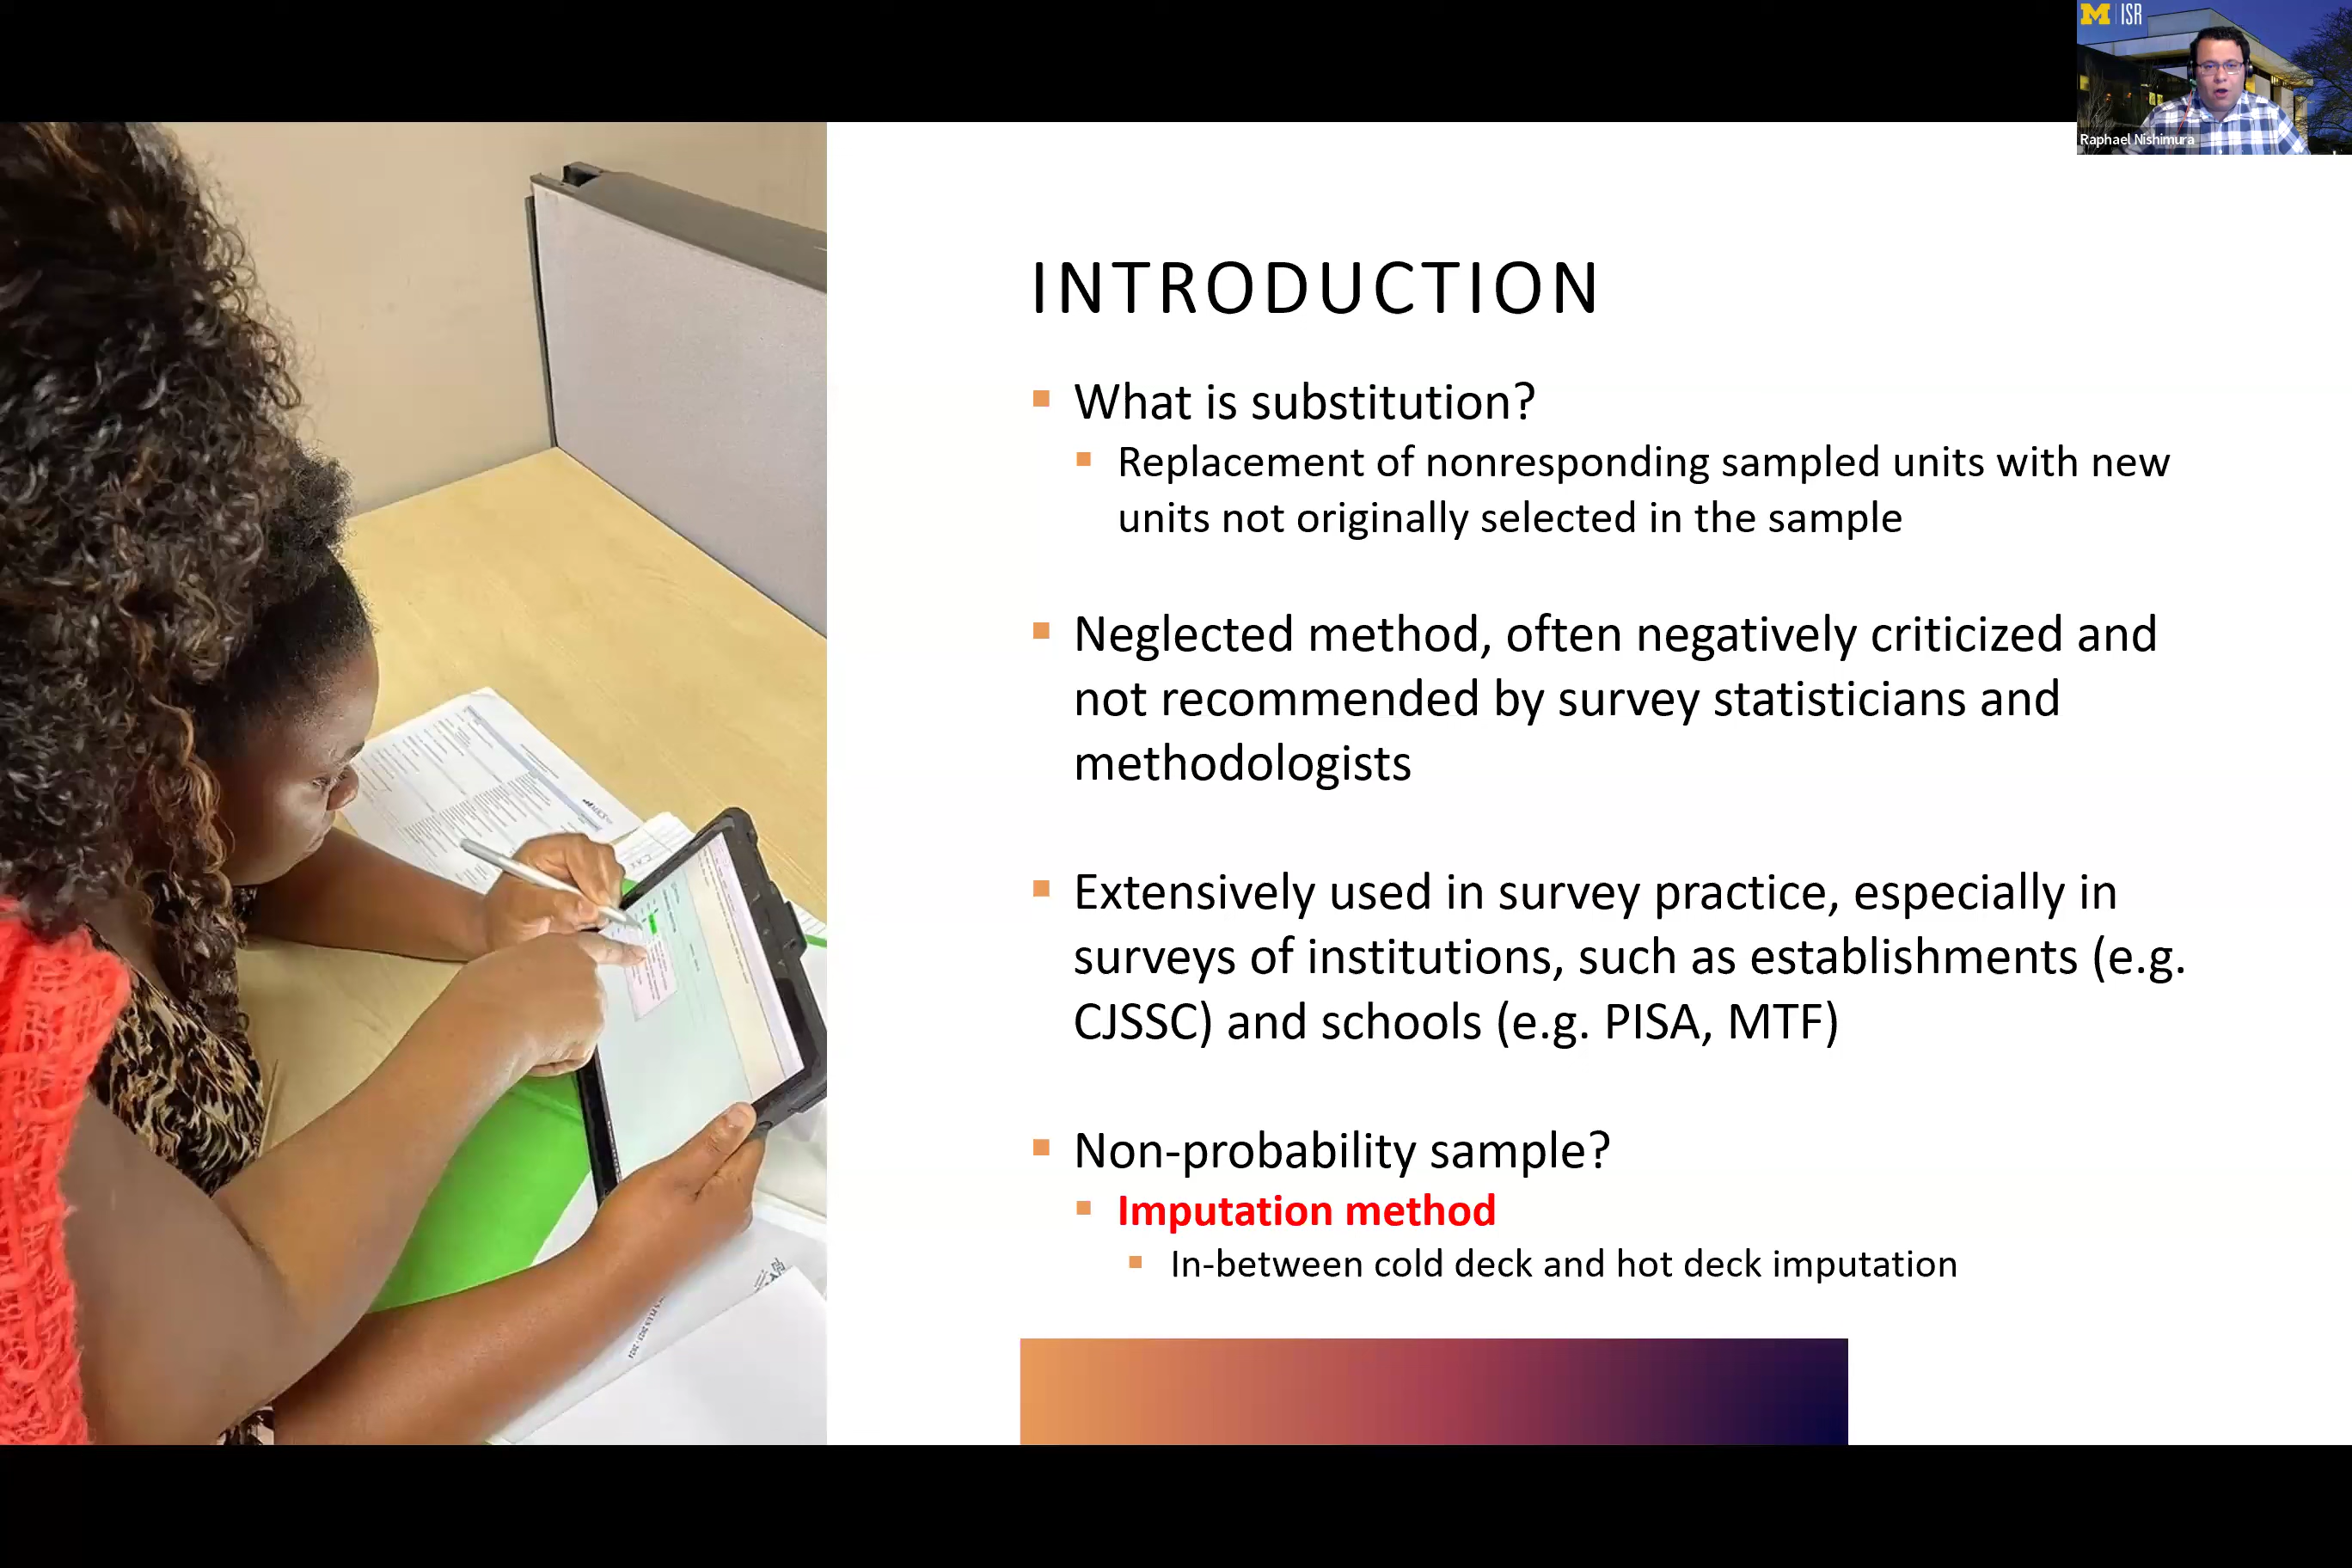 M | ISR
Raphael Nishimura
INTRODUCTION
What is substitution?
Replacement of nonresponding sampled units with new
units not originally selected in the sample
Neglected method, often negatively criticized and
not recommended by survey statisticians and
methodologists
Extensively used in survey practice, especially in
surveys of institutions, such as establishments (e.g.
CJSSC) and schools (e.g. PISA, MTF)
Non-probability sample?
Imputation method
In-between cold deck and hot deck imputation